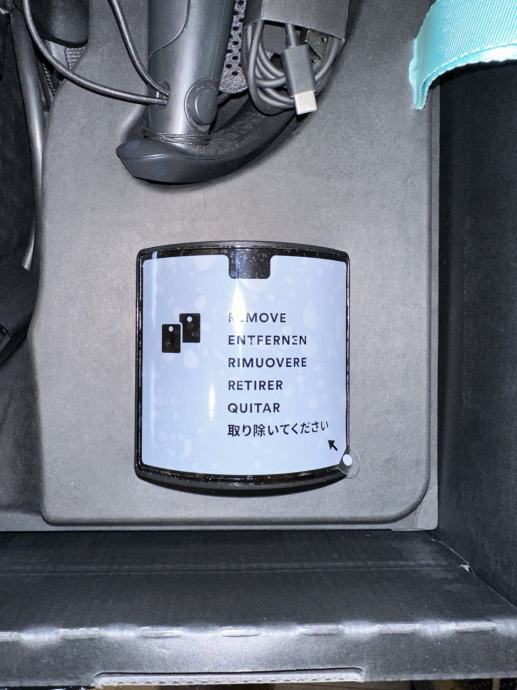 REMOVE
ENTFERNEN
RIMUOVERE
RETIRER
QUITAR
取り除いてください